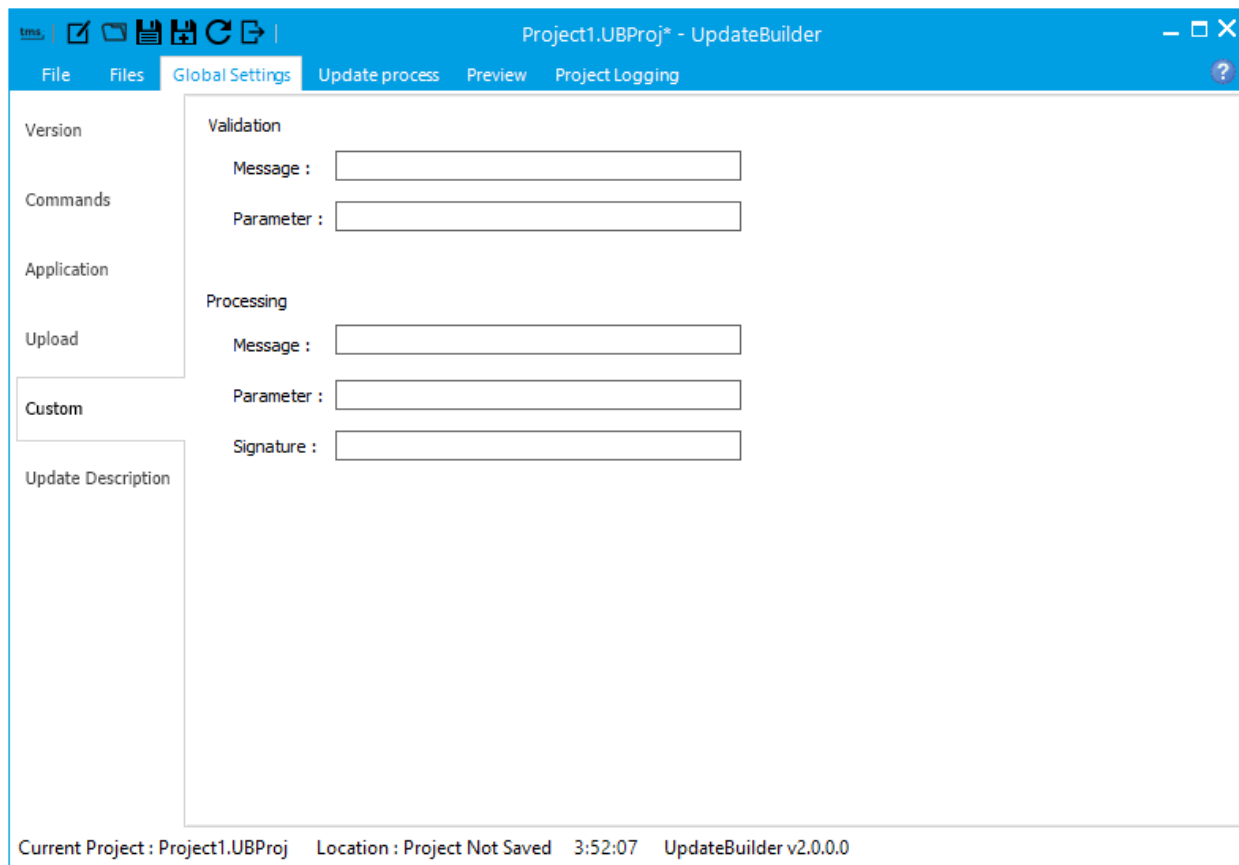 tms Project1.UBProj* - UpdateBuilder
File Files Global Settings Update process Preview Project Logging ?
Version
Commands
Application
Upload
Custom
Update Description
Validation
Message :
Parameter :
Processing
Message :
Parameter :
Signature :
Current Project : Project1.UBProj Location : Project Not Saved 3:52:07 UpdateBuilder v2.0.0.0